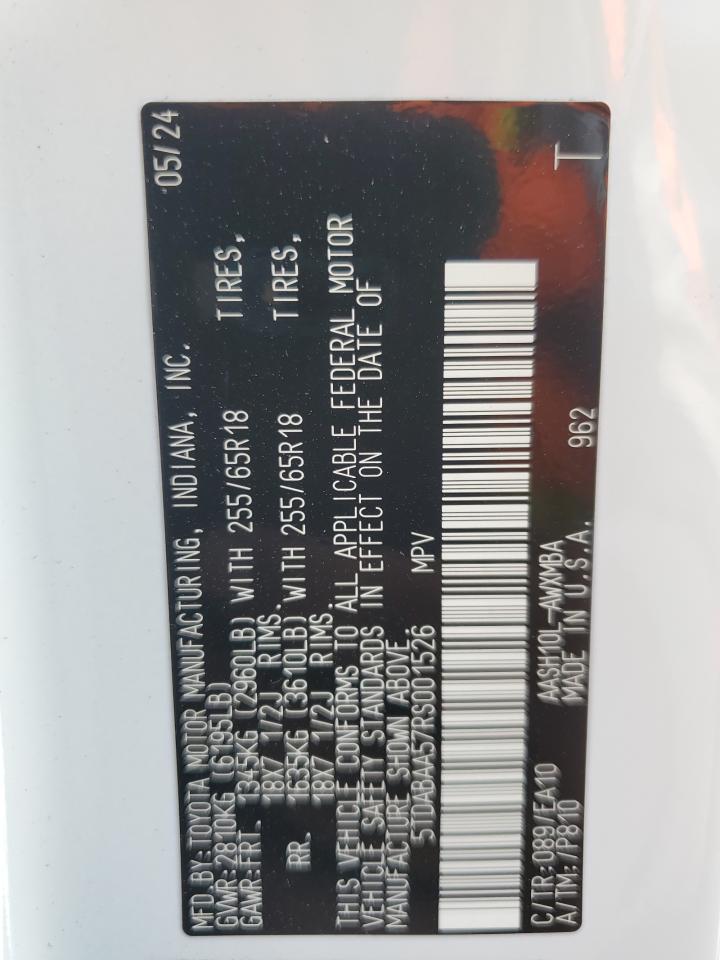 MFD.BY:TOYOTA MOTOR MANUFACTURING, INDIANA, INC. 05/24
GVWR:2810KG (6195LB)
GAWR:FRT. 1345KG (2960LB) WITH 255/65R18 TIRES,
18X7 1/2J RIMS.
RR. 1635KG (3610LB) WITH 255/65R18 TIRES,
18X7 1/2J RIMS.
THIS VEHICLE CONFORMS TO ALL APPLICABLE FEDERAL MOTOR
VEHICLE SAFETY STANDARDS IN EFFECT ON THE DATE OF
MANUFACTURE SHOWN ABOVE.
5TDABAA57RS001526 MPV
C/TR:089/EA10 AASH10L-AWXMBA 962 T
A/TM:/P810 MADE IN U.S.A.